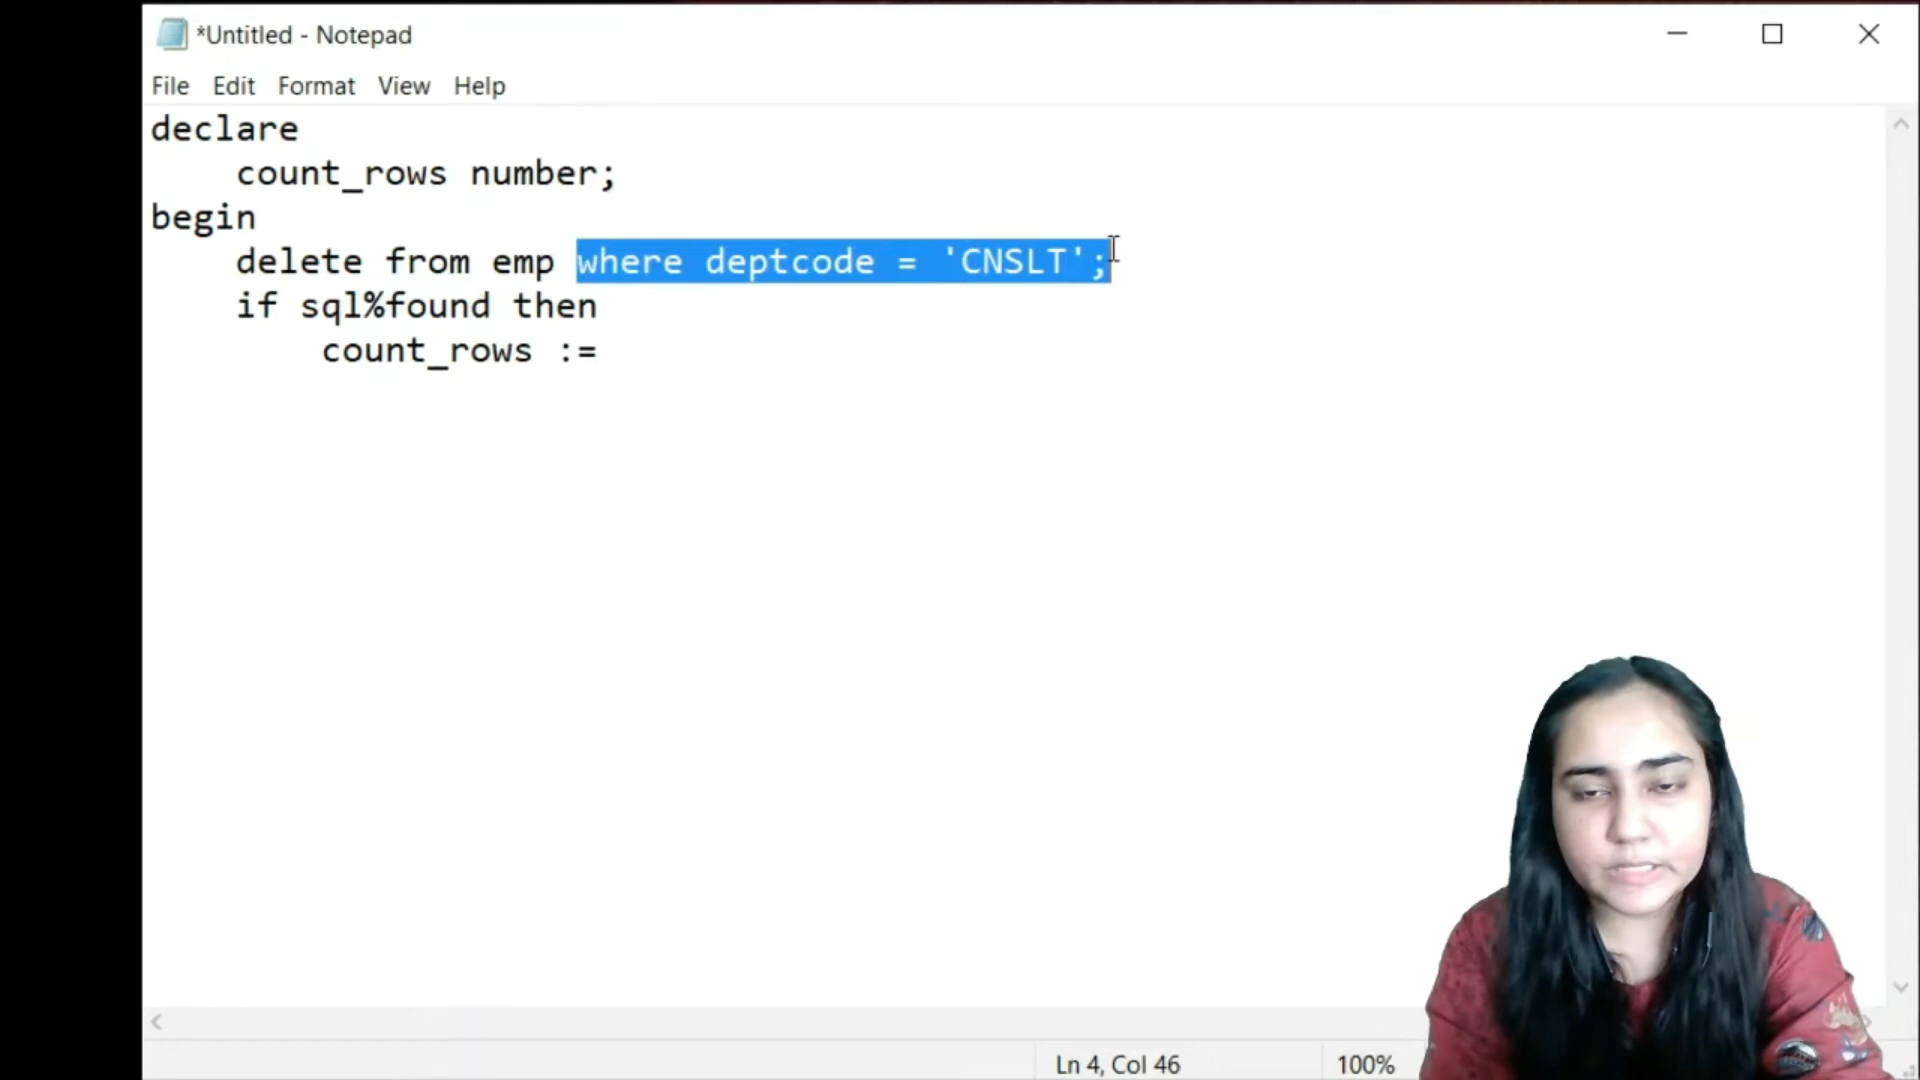 *Untitled - Notepad
File Edit Format View Help
declare
count_rows number;
begin
delete from emp where deptcode = 'CNSLT';
if sql%found then
count_rows :=
Ln 4, Col 46
100%